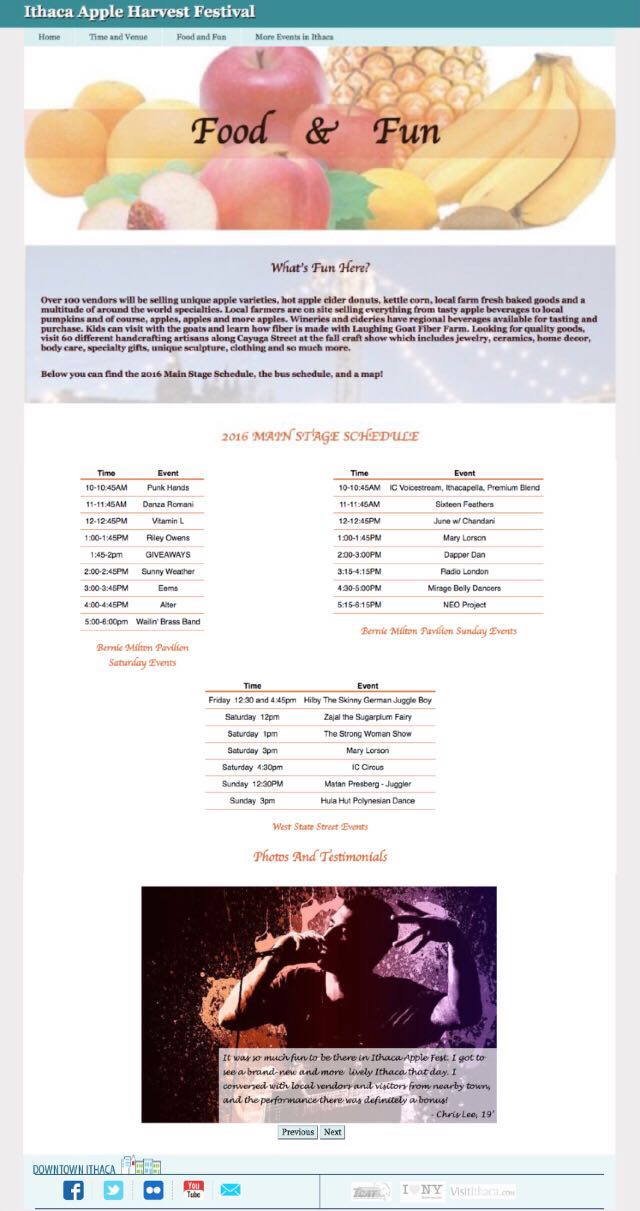 Ithaca Apple Harvest Festival
Home Time and Venue Food and Fun More Events in Ithaca
Food & Fun
What's Fun Here?
Over 100 vendors will be selling unique apple varieties, hot apple cider donuts, kettle corn, local farm fresh baked goods and a
multitude of around the world specialties. Local farmers are on site selling everything from tasty apple beverages to local
pumpkins and of course, apples, apples and more apples. Wineries and cideries have regional beverages available for tasting and
purchase. Kids can visit with the goats and learn how fiber is made with Laughing Goat Fiber Farm. Looking for quality goods,
visit 60 different handcrafting artisans along Cayuga Street at the fall craft show which includes jewelry, ceramics, home decor,
body care, specialty gifts, unique sculpture, clothing and so much more.
Below you can find the 2016 Main Stage Schedule, the bus schedule, and a map!
2016 MAIN STAGE SCHEDULE
Time Event
10-10:45AM Punk Hands
11-11:45AM Danza Romani
12-12:45PM Vitamin L
1:00-1:45PM Riley Owens
1:45-2pm GIVEAWAYS
2:00-2:45PM Sunny Weather
3:00-3:45PM Eems
4:00-4:45PM Alter
5:00-6:00pm Wailin' Brass Band
Bernie Milton Pavilion
Saturday Events
Time Event
10-10:45AM IC Voicestream, Ithacapella, Premium Blend
11-11:45AM Sixteen Feathers
12-12:45PM June w/ Chandani
1:00-1:45PM Mary Lorson
2:00-3:00PM Dapper Dan
3:15-4:15PM Radio London
4:30-5:00PM Mirage Belly Dancers
5:15-6:15PM NEO Project
Bernie Milton Pavilion Sunday Events
Time Event
Friday 12:30 and 4:45pm Hilby The Skinny German Juggle Boy
Saturday 12pm Zajal the Sugarplum Fairy
Saturday 1pm The Strong Woman Show
Saturday 3pm Mary Lorson
Saturday 4:30pm IC Circus
Sunday 12:30PM Matan Presberg - Juggler
Sunday 3pm Hula Hut Polynesian Dance
West State Street Events
Photos And Testimonials
It was so much fun to be there in Ithaca Apple Fest. I got to
see a brand-new and more lively Ithaca that day. I
conversed with local vendors and visitors from nearby town,
and the performance there was definitely a bonus!
- Chris Lee, 19'
Previous Next
DOWNTOWN ITHACA
You
Tube
TCAT I NY VisitIthaca.com